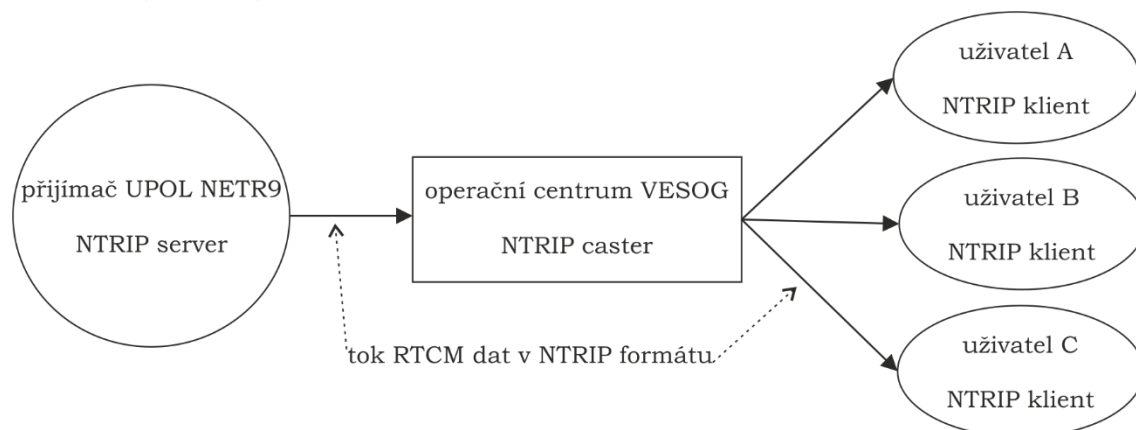 přijímač UPOL NETR9
NTRIP server
operační centrum VESOG
NTRIP caster
tok RTCM dat v NTRIP formátu
uživatel A
NTRIP klient
uživatel B
NTRIP klient
uživatel C
NTRIP klient